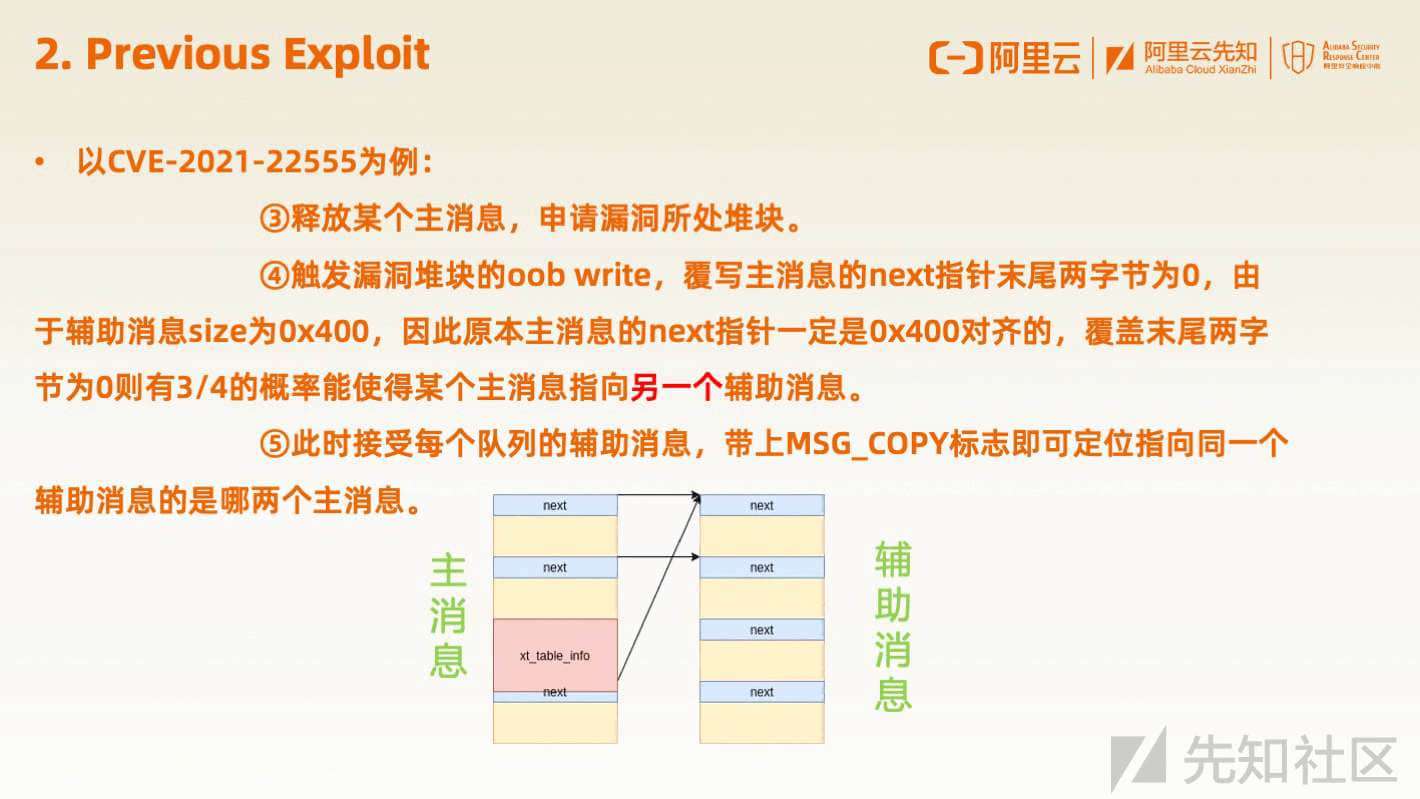 2. Previous Exploit
阿里云
阿里云先知
Alibaba Cloud XianZhi
ALIBABA SECURITY
RESPONSE CENTER
• 以CVE-2021-22555为例：
③释放某个主消息，申请漏洞所处堆块。
④触发漏洞堆块的oob write，覆写主消息的next指针末尾两字节为0，由
于辅助消息size为0x400，因此原本主消息的next指针一定是0x400对齐的，覆盖末尾两字
节为0则有3/4的概率能使得某个主消息指向另一个辅助消息。
⑤此时接受每个队列的辅助消息，带上MSG_COPY标志即可定位指向同一个
辅助消息的是哪两个主消息。
主消息
next
next
xt_table_info
next
next
next
next
next
辅助消息
先知社区